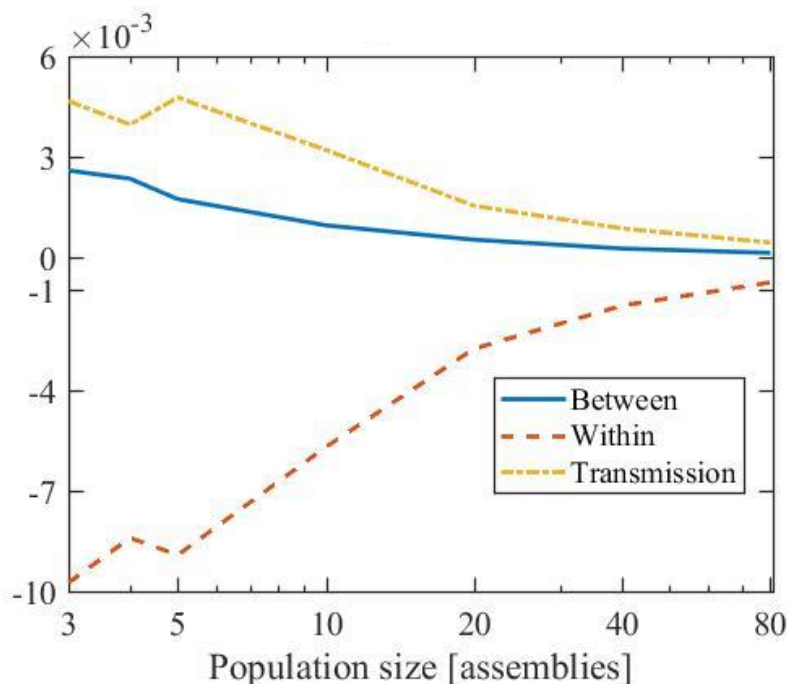 ×10⁻³
6
3
0
-1
-4
-7
-10
Between
Within
Transmission
3 5 10 20 40 80
Population size [assemblies]